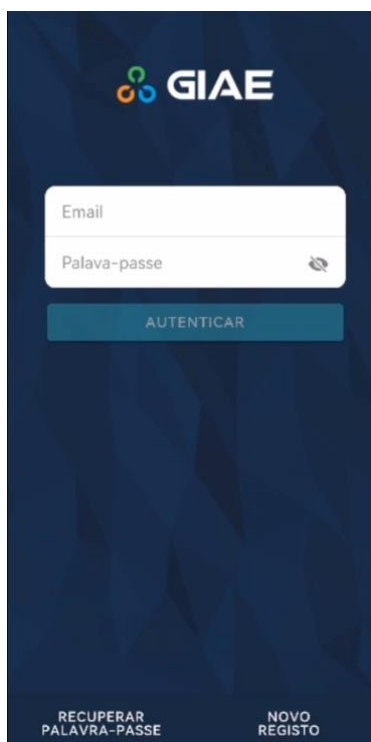 GIAE
Email
Palava-passe
AUTENTICAR
RECUPERAR
PALAVRA-PASSE
NOVO
REGISTO